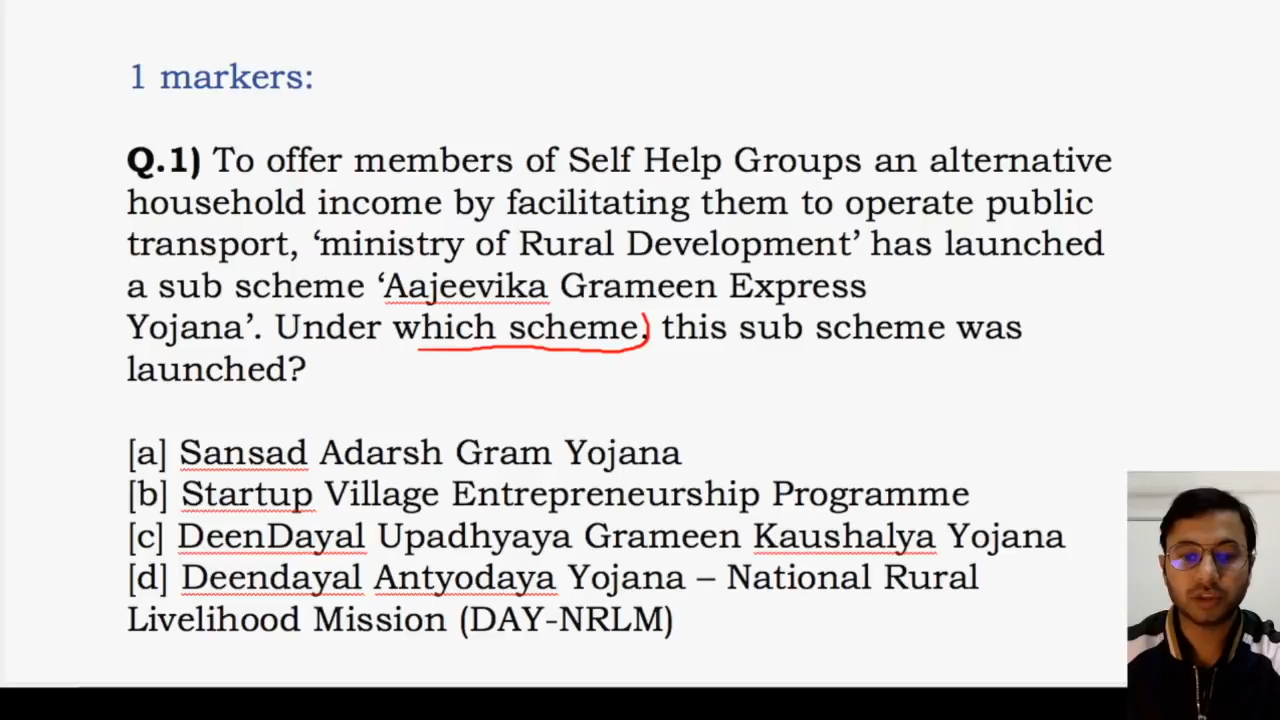 1 markers:
Q.1) To offer members of Self Help Groups an alternative
household income by facilitating them to operate public
transport, ‘ministry of Rural Development’ has launched
a sub scheme ‘Aajeevika Grameen Express
Yojana’. Under which scheme, this sub scheme was
launched?
[a] Sansad Adarsh Gram Yojana
[b] Startup Village Entrepreneurship Programme
[c] DeenDayal Upadhyaya Grameen Kaushalya Yojana
[d] Deendayal Antyodaya Yojana – National Rural
Livelihood Mission (DAY-NRLM)